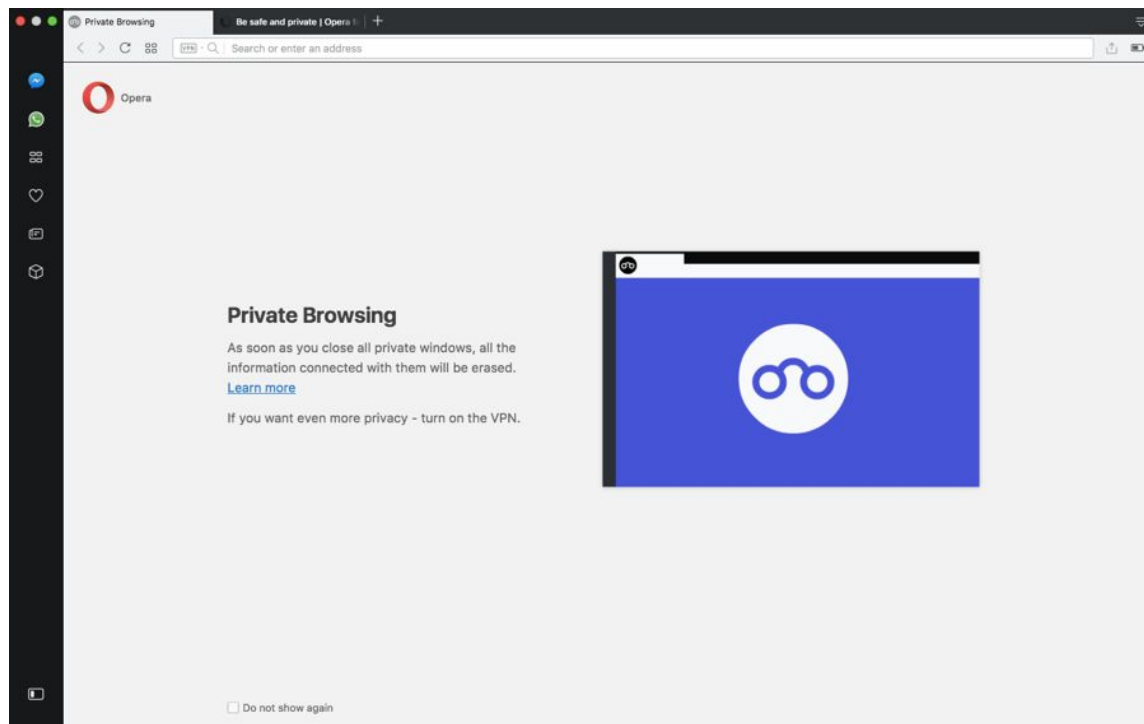 Private Browsing
Be safe and private | Opera
VPN
Search or enter an address
Opera
Private Browsing
As soon as you close all private windows, all the
information connected with them will be erased.
Learn more
If you want even more privacy - turn on the VPN.
Do not show again